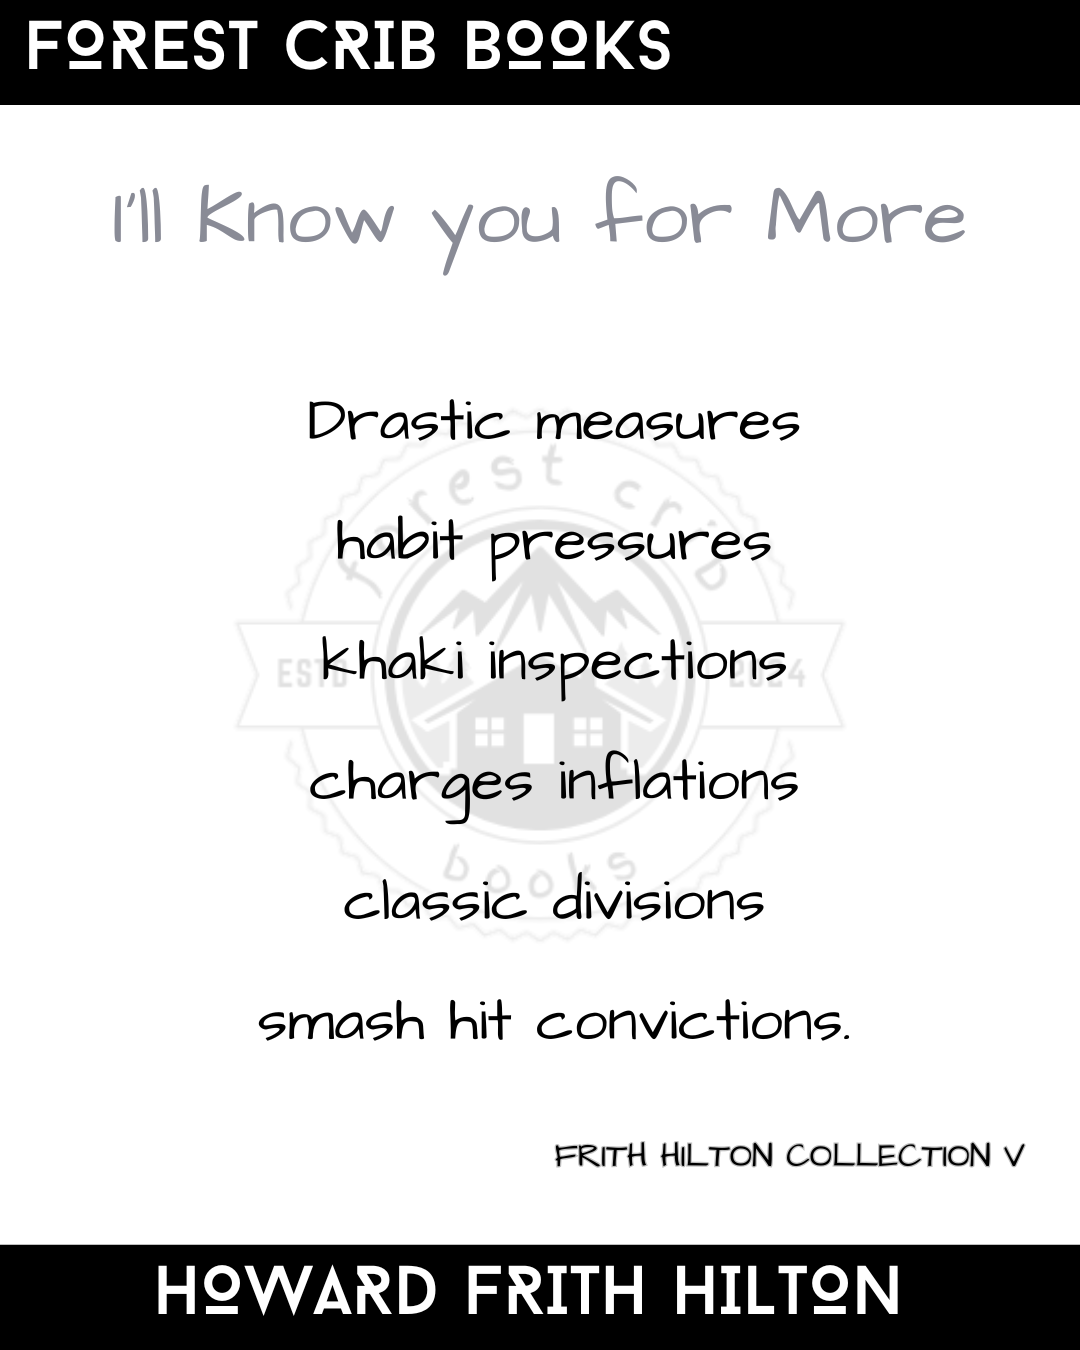 FOREST CRIB BOOKS
I'll Know you for More
Drastic measures
forest crib
habit pressures
khaki inspections
ESTD 2024
charges inflations
books
classic divisions
smash hit convictions.
FRITH HILTON COLLECTION V
HOWARD FRITH HILTON